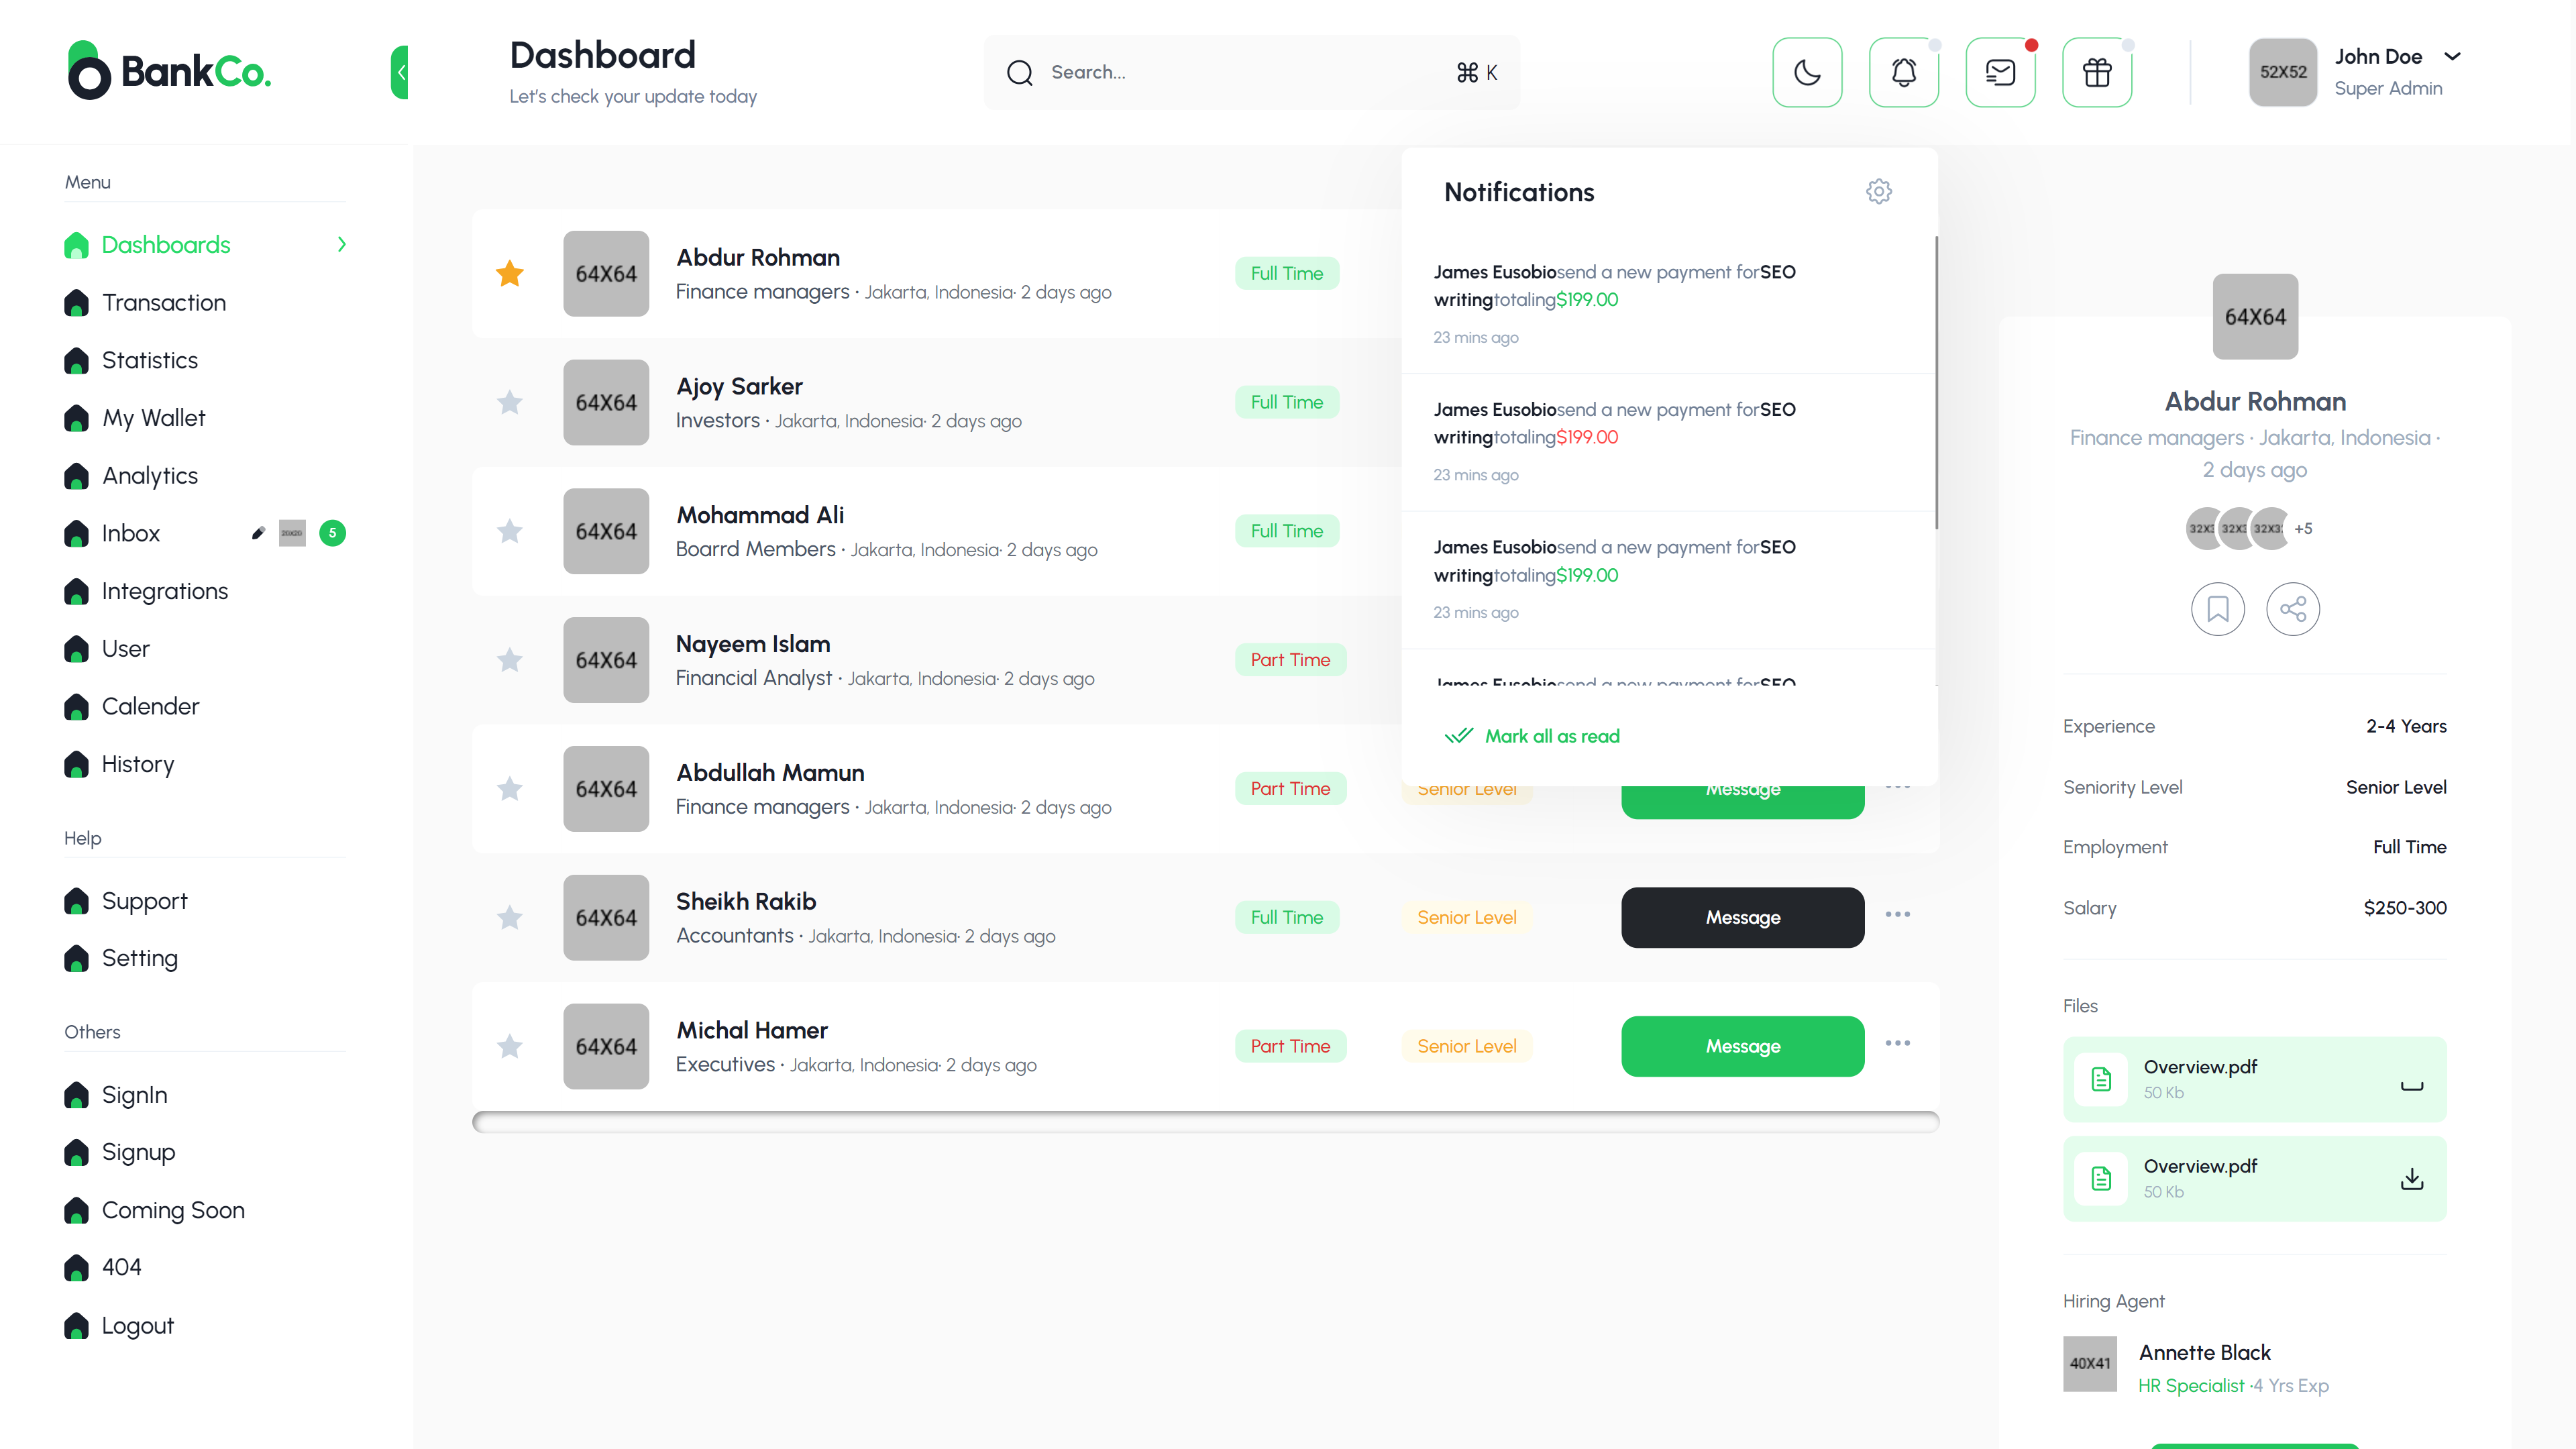 BankCo.
Dashboard
Let's check your update today
Search...
⌘ K
52X52
John Doe
Super Admin
Menu
Dashboards
Transaction
Statistics
My Wallet
Analytics
Inbox
5
Integrations
User
Calender
History
Help
Support
Setting
Others
SignIn
Signup
Coming Soon
404
Logout
64X64
Abdur Rohman
Finance managers · Jakarta, Indonesia· 2 days ago
Full Time
64X64
Ajoy Sarker
Investors · Jakarta, Indonesia· 2 days ago
Full Time
64X64
Mohammad Ali
Boarrd Members · Jakarta, Indonesia· 2 days ago
Full Time
64X64
Nayeem Islam
Financial Analyst · Jakarta, Indonesia· 2 days ago
Part Time
64X64
Abdullah Mamun
Finance managers · Jakarta, Indonesia· 2 days ago
Part Time
Senior Level
Message
64X64
Sheikh Rakib
Accountants · Jakarta, Indonesia· 2 days ago
Full Time
Senior Level
Message
64X64
Michal Hamer
Executives · Jakarta, Indonesia· 2 days ago
Part Time
Senior Level
Message
Notifications
James Eusobiosend a new payment forSEO
writingtotaling$199.00
23 mins ago
James Eusobiosend a new payment forSEO
writingtotaling$199.00
23 mins ago
James Eusobiosend a new payment forSEO
writingtotaling$199.00
23 mins ago
James Eusobiosend a new payment forSEO
Mark all as read
64X64
Abdur Rohman
Finance managers · Jakarta, Indonesia ·
2 days ago
32X3 32X3 32X3 +5
Experience
2-4 Years
Seniority Level
Senior Level
Employment
Full Time
Salary
$250-300
Files
Overview.pdf
50 Kb
Overview.pdf
50 Kb
Hiring Agent
40X41
Annette Black
HR Specialist ·4 Yrs Exp